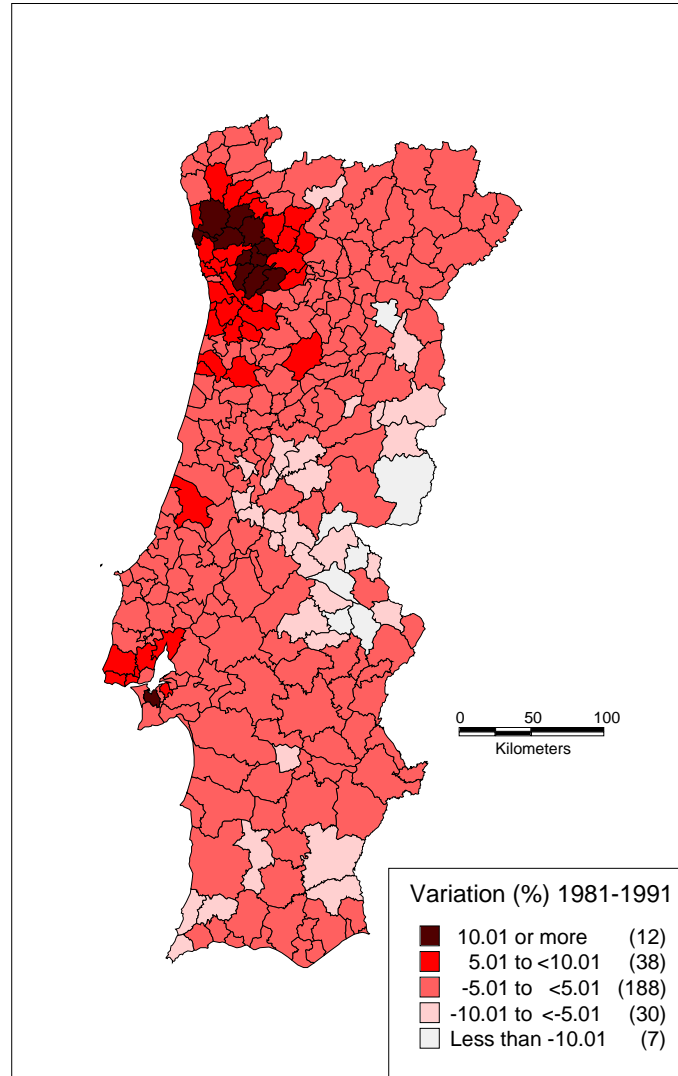 0 50 100
Kilometers
Variation (%) 1981-1991
10.01 or more (12)
5.01 to <10.01 (38)
-5.01 to <5.01 (188)
-10.01 to <-5.01 (30)
Less than -10.01 (7)